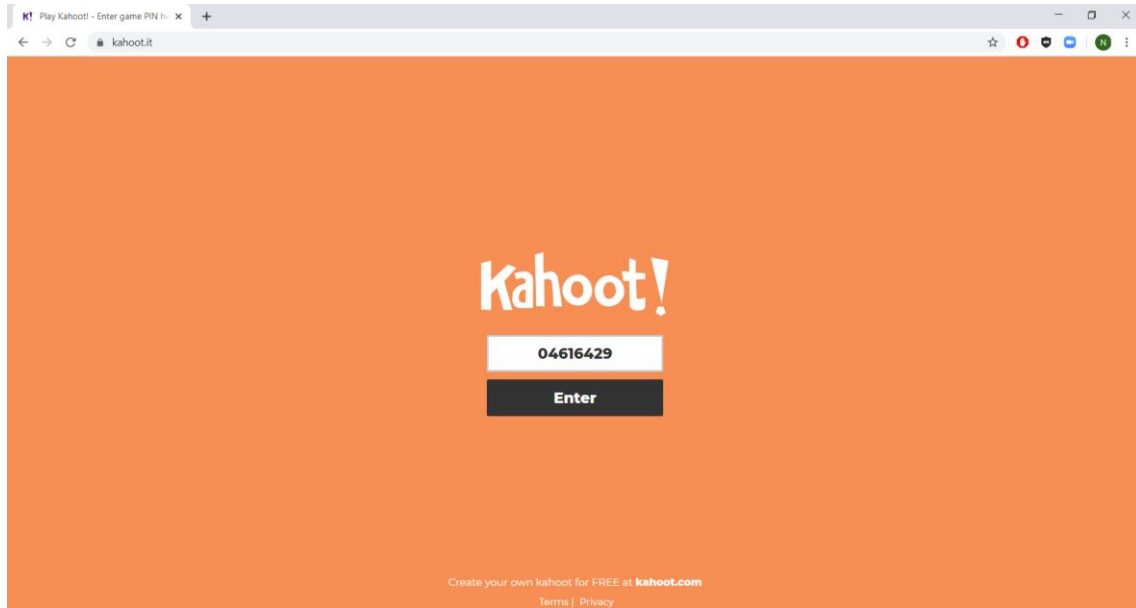 K! Play Kahoot! - Enter game PIN h
kahoot.it
N
Kahoot!
04616429
Enter
Create your own kahoot for FREE at kahoot.com
Terms | Privacy